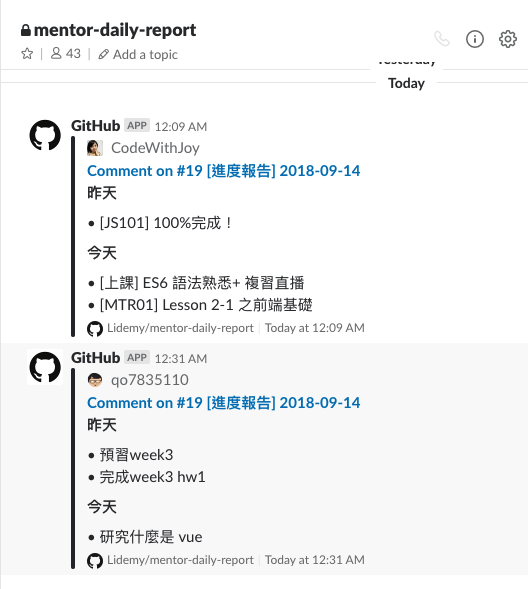 mentor-daily-report
43 | Add a topic
Yesterday
Today
GitHub APP 12:09 AM
CodeWithJoy
Comment on #19 [進度報告] 2018-09-14
昨天
• [JS101] 100%完成！
今天
• [上課] ES6 語法熟悉+ 複習直播
• [MTR01] Lesson 2-1 之前端基礎
Lidemy/mentor-daily-report | Today at 12:09 AM
GitHub APP 12:31 AM
qo7835110
Comment on #19 [進度報告] 2018-09-14
昨天
• 預習week3
• 完成week3 hw1
今天
• 研究什麼是 vue
Lidemy/mentor-daily-report | Today at 12:31 AM